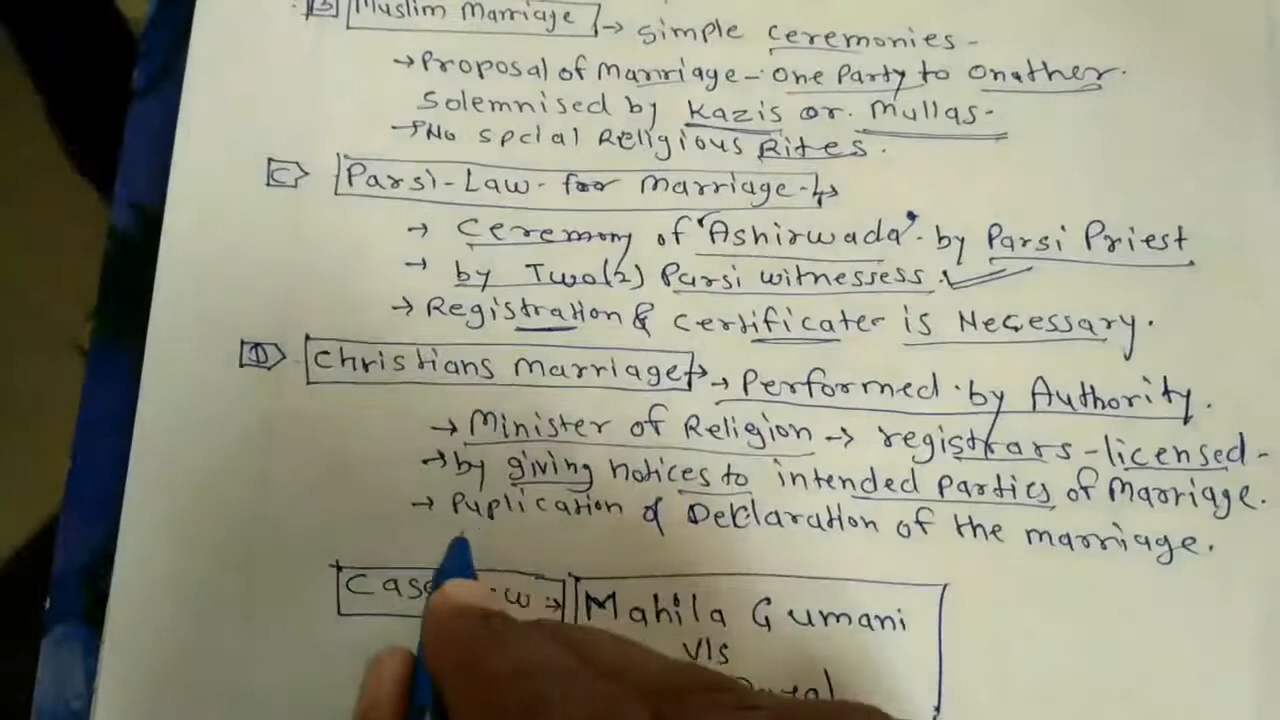 B Muslim Marriage → simple ceremonies -
→ Proposal of Marriage - one Party to Onather.
Solemnised by Kazis or. Mullas -
→ No spcial Religious Rites.
C Parsi-Law- for marriage -
→ Ceremony of "Ashirwada". by Parsi Priest
→ by Two(2) Parsi witnessess.
→ Registration & certificater is Necessary.
D Christians marriage → Performed by Authority.
→ Minister of Religion → registrars - licensed -
→ by giving notices to intended Parties of Marriage.
→ Puplication of Decklaration of the marriage.
Case
Mahila Gumani
V/s